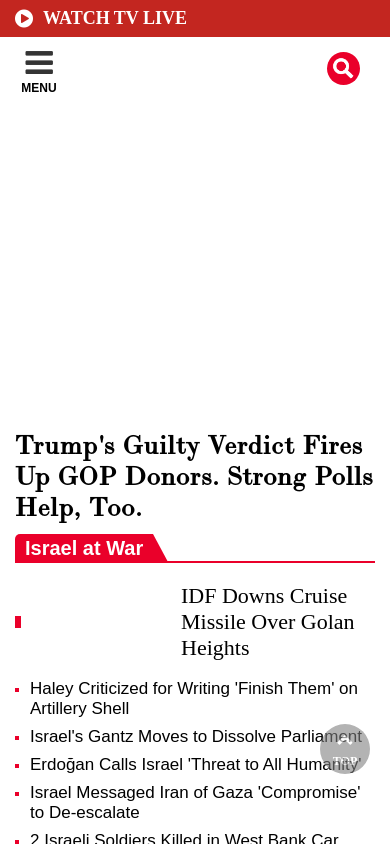 WATCH TV LIVE
MENU
Trump's Guilty Verdict Fires
Up GOP Donors. Strong Polls
Help, Too.
Israel at War
IDF Downs Cruise
Missile Over Golan
Heights
Haley Criticized for Writing 'Finish Them' on
Artillery Shell
Israel's Gantz Moves to Dissolve Parliament
Erdoğan Calls Israel 'Threat to All Humanity'
Israel Messaged Iran of Gaza 'Compromise'
to De-escalate
2 Israeli Soldiers Killed in West Bank Car